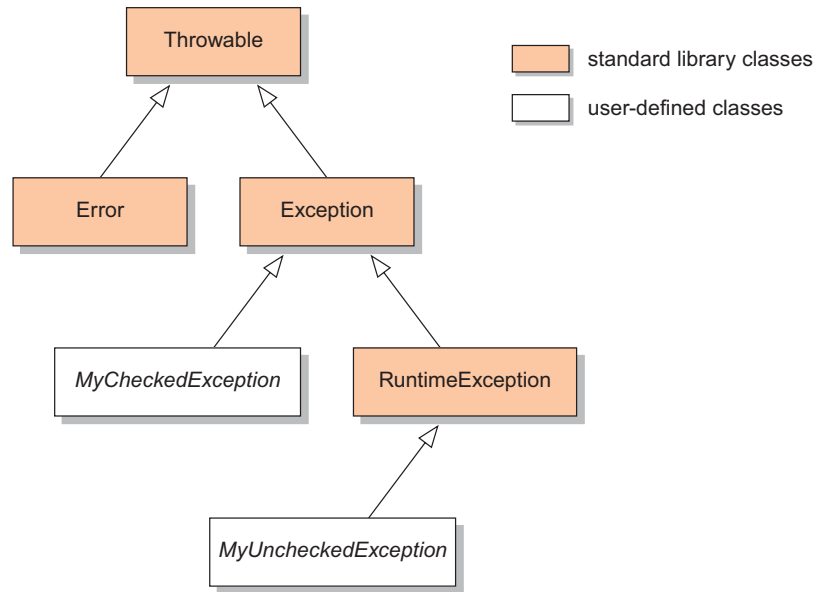 Throwable
standard library classes
user-defined classes
Error
Exception
MyCheckedException
RuntimeException
MyUncheckedException